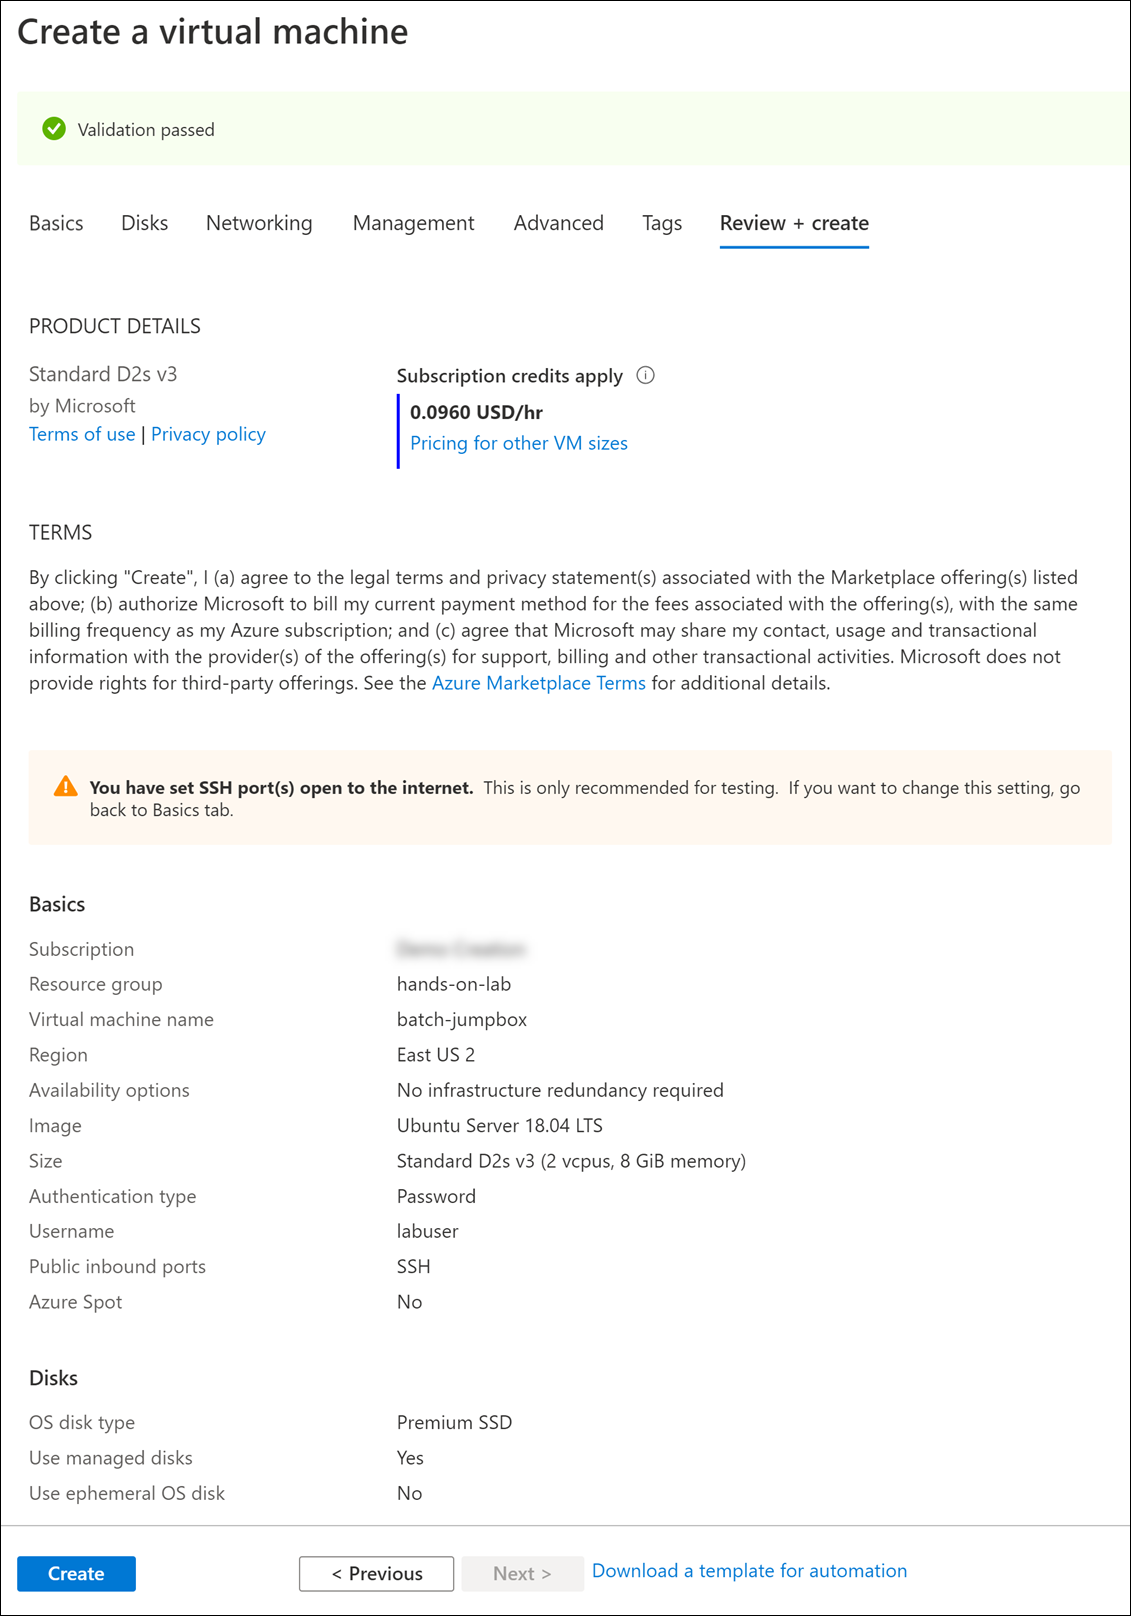 Create a virtual machine
Validation passed
Basics Disks Networking Management Advanced Tags Review + create
PRODUCT DETAILS
Standard D2s v3
by Microsoft
Terms of use | Privacy policy
Subscription credits apply
0.0960 USD/hr
Pricing for other VM sizes
TERMS
By clicking "Create", I (a) agree to the legal terms and privacy statement(s) associated with the Marketplace offering(s) listed
above; (b) authorize Microsoft to bill my current payment method for the fees associated with the offering(s), with the same
billing frequency as my Azure subscription; and (c) agree that Microsoft may share my contact, usage and transactional
information with the provider(s) of the offering(s) for support, billing and other transactional activities. Microsoft does not
provide rights for third-party offerings. See the Azure Marketplace Terms for additional details.
You have set SSH port(s) open to the internet. This is only recommended for testing. If you want to change this setting, go
back to Basics tab.
Basics
Subscription
Resource group hands-on-lab
Virtual machine name batch-jumpbox
Region East US 2
Availability options No infrastructure redundancy required
Image Ubuntu Server 18.04 LTS
Size Standard D2s v3 (2 vcpus, 8 GiB memory)
Authentication type Password
Username labuser
Public inbound ports SSH
Azure Spot No
Disks
OS disk type Premium SSD
Use managed disks Yes
Use ephemeral OS disk No
Create < Previous Next > Download a template for automation